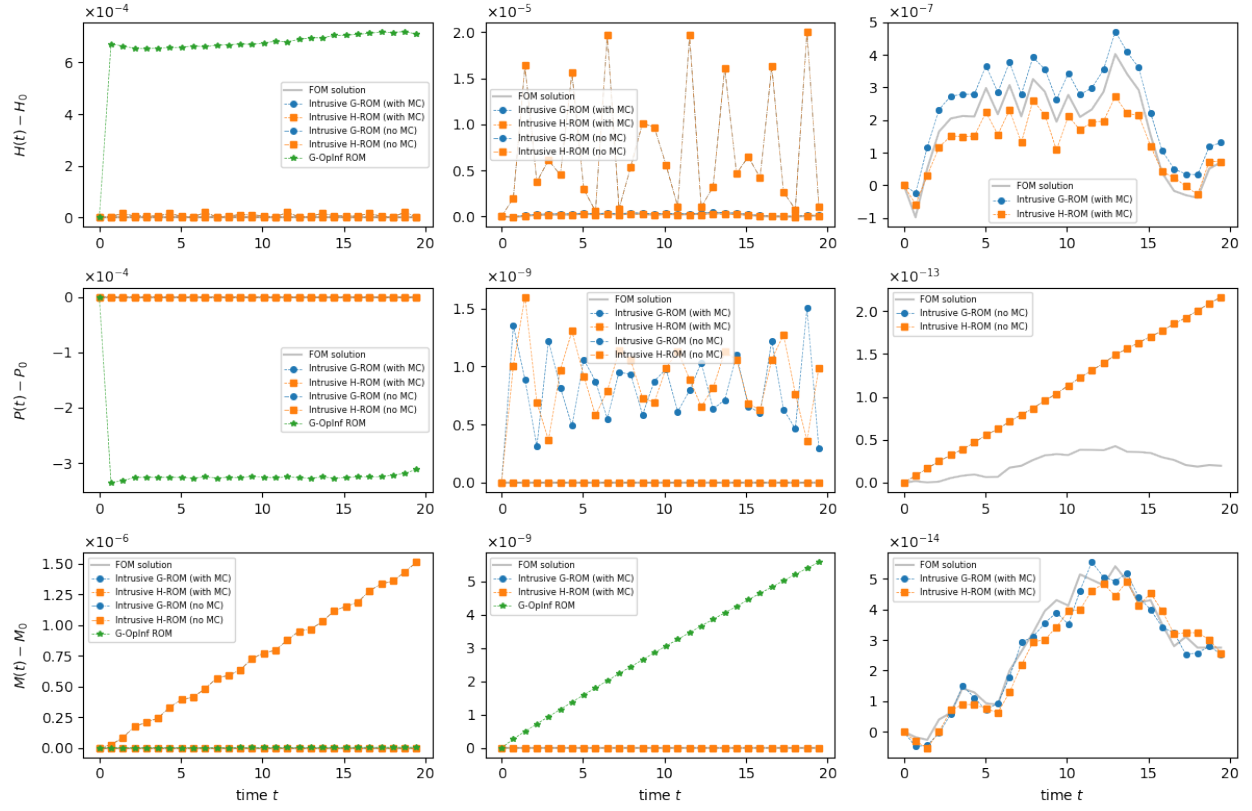 ×10⁻⁴
H(t) − H₀
6
4
2
0
0 5 10 15 20
FOM solution
Intrusive G-ROM (with MC)
Intrusive H-ROM (with MC)
Intrusive G-ROM (no MC)
Intrusive H-ROM (no MC)
G-OpInf ROM
×10⁻⁵
2.0
1.5
1.0
0.5
0.0
0 5 10 15 20
FOM solution
Intrusive G-ROM (with MC)
Intrusive H-ROM (with MC)
Intrusive G-ROM (no MC)
Intrusive H-ROM (no MC)
×10⁻⁷
5
4
3
2
1
0
−1
0 5 10 15 20
FOM solution
Intrusive G-ROM (with MC)
Intrusive H-ROM (with MC)
×10⁻⁴
P(t) − P₀
0
−1
−2
−3
0 5 10 15 20
FOM solution
Intrusive G-ROM (with MC)
Intrusive H-ROM (with MC)
Intrusive G-ROM (no MC)
Intrusive H-ROM (no MC)
G-OpInf ROM
×10⁻⁹
1.5
1.0
0.5
0.0
0 5 10 15 20
FOM solution
Intrusive G-ROM (with MC)
Intrusive H-ROM (with MC)
Intrusive G-ROM (no MC)
Intrusive H-ROM (no MC)
×10⁻¹³
2.0
1.5
1.0
0.5
0.0
0 5 10 15 20
FOM solution
Intrusive G-ROM (no MC)
Intrusive H-ROM (no MC)
×10⁻⁶
M(t) − M₀
1.50
1.25
1.00
0.75
0.50
0.25
0.00
0 5 10 15 20
time t
FOM solution
Intrusive G-ROM (with MC)
Intrusive H-ROM (with MC)
Intrusive G-ROM (no MC)
Intrusive H-ROM (no MC)
G-OpInf ROM
×10⁻⁹
5
4
3
2
1
0
0 5 10 15 20
time t
FOM solution
Intrusive G-ROM (with MC)
Intrusive H-ROM (with MC)
G-OpInf ROM
×10⁻¹⁴
5
4
3
2
1
0
0 5 10 15 20
time t
FOM solution
Intrusive G-ROM (with MC)
Intrusive H-ROM (with MC)